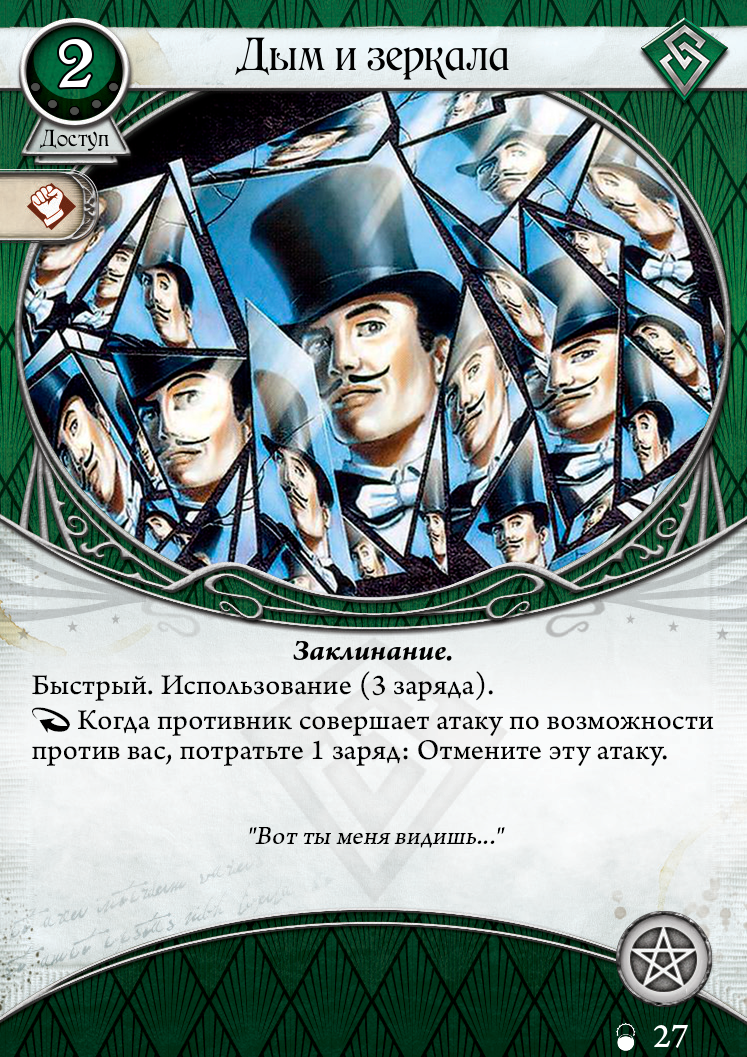 2
Дым и зеркала
Доступ
Заклинание.
Быстрый. Использование (3 заряда).
Когда противник совершает атаку по возможности
против вас, потратьте 1 заряд: Отмените эту атаку.
"Вот ты меня видишь..."
27